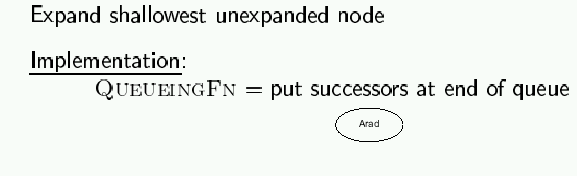 Expand shallowest unexpanded node
Implementation:
QUEUEINGFN = put successors at end of queue
Arad